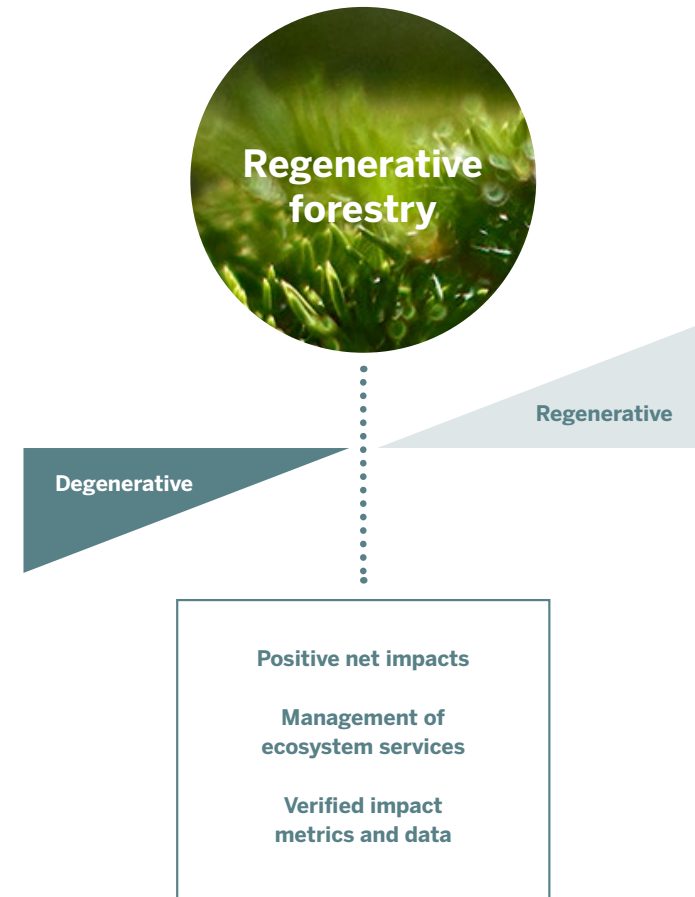 Regenerative
forestry
Regenerative
Degenerative
Positive net impacts
Management of
ecosystem services
Verified impact
metrics and data